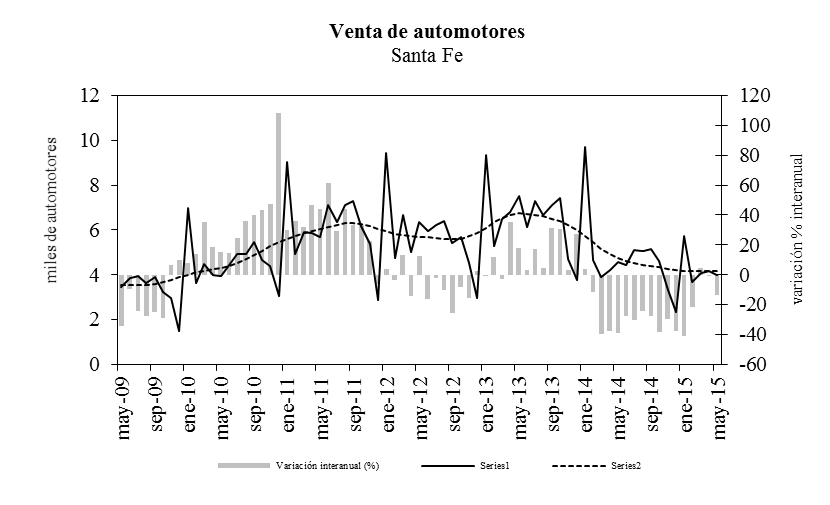 Venta de automotores
Santa Fe
miles de automotores
12
10
8
6
4
2
0
variación % interanual
120
100
80
60
40
20
0
-20
-40
-60
may-09
sep-09
ene-10
may-10
sep-10
ene-11
may-11
sep-11
ene-12
may-12
sep-12
ene-13
may-13
sep-13
ene-14
may-14
sep-14
ene-15
may-15
Variación interanual (%)
Series1
Series2